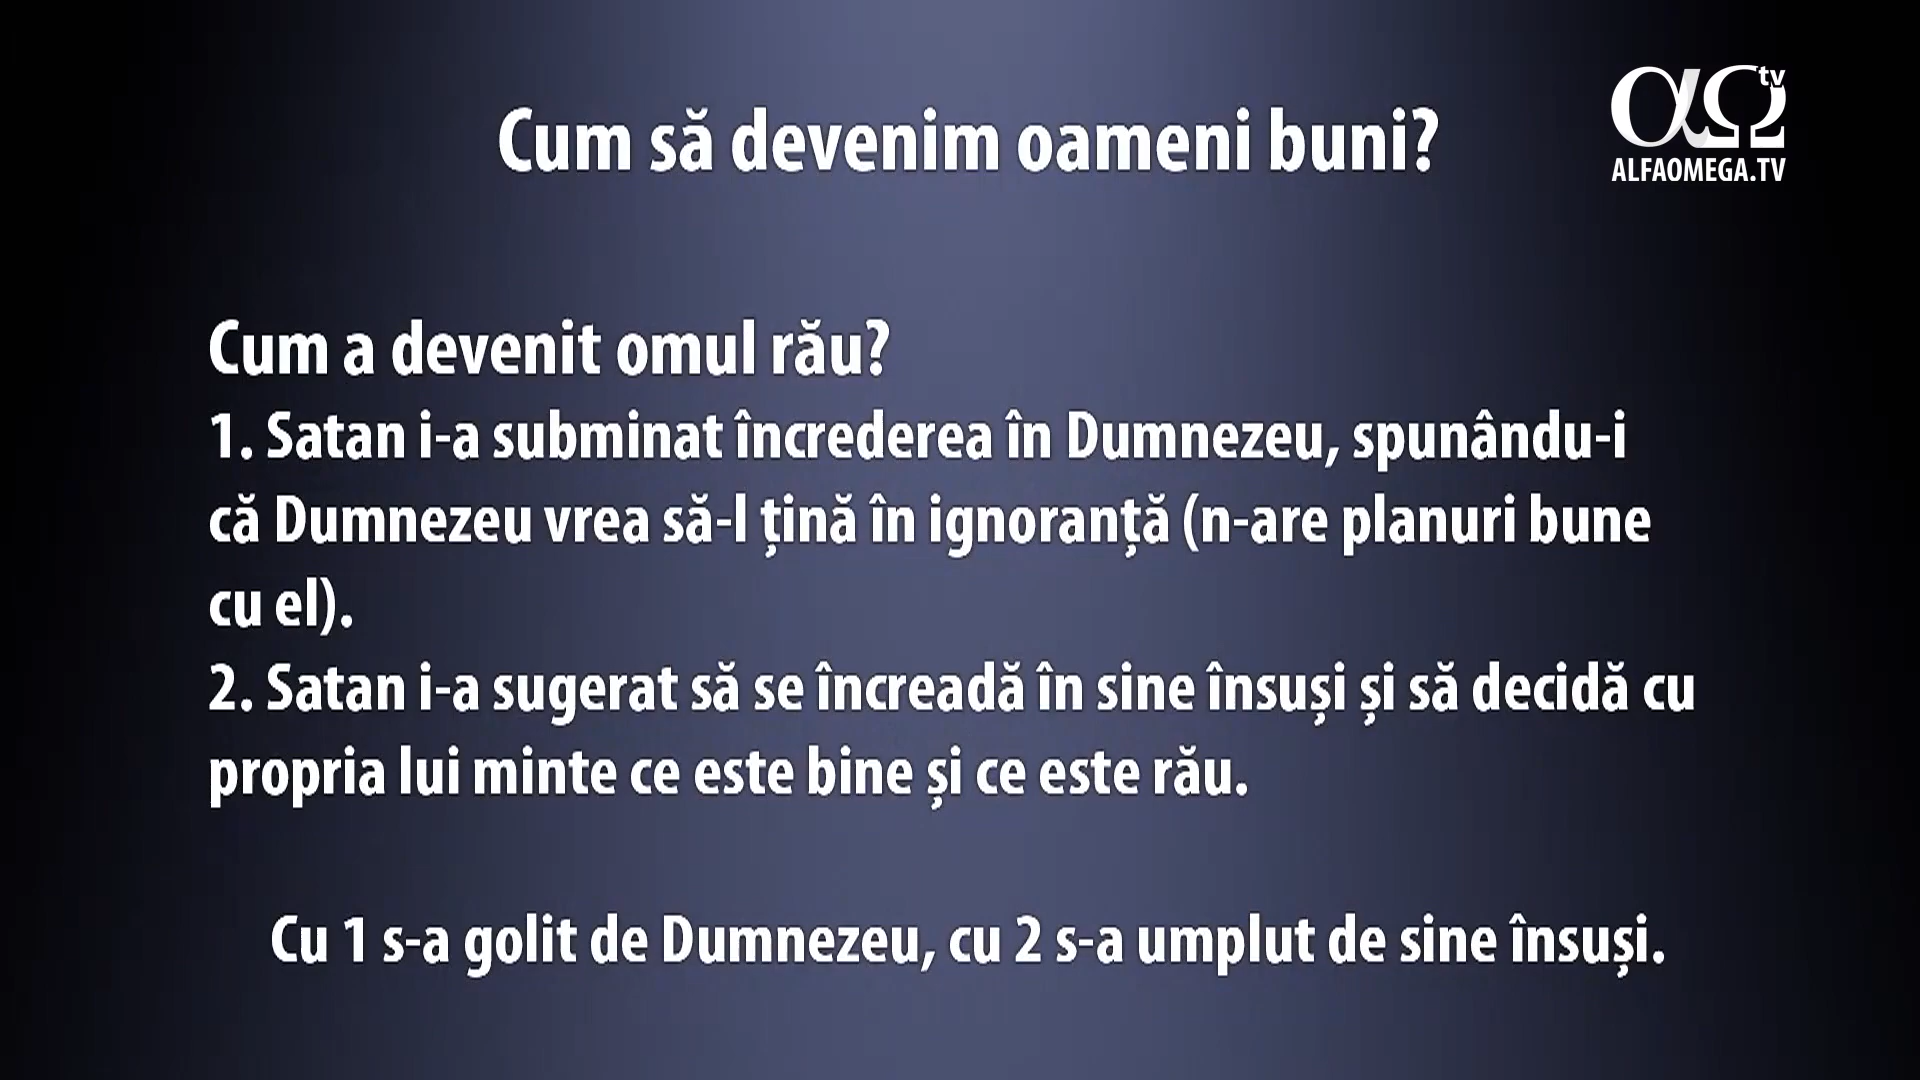 αΩ tv
ALFAOMEGA.TV
Cum să devenim oameni buni?
Cum a devenit omul rău?
1. Satan i-a subminat încrederea în Dumnezeu, spunându-i
că Dumnezeu vrea să-l țină în ignoranță (n-are planuri bune
cu el).
2. Satan i-a sugerat să se încreadă în sine însuși și să decidă cu
propria lui minte ce este bine și ce este rău.
Cu 1 s-a golit de Dumnezeu, cu 2 s-a umplut de sine însuși.